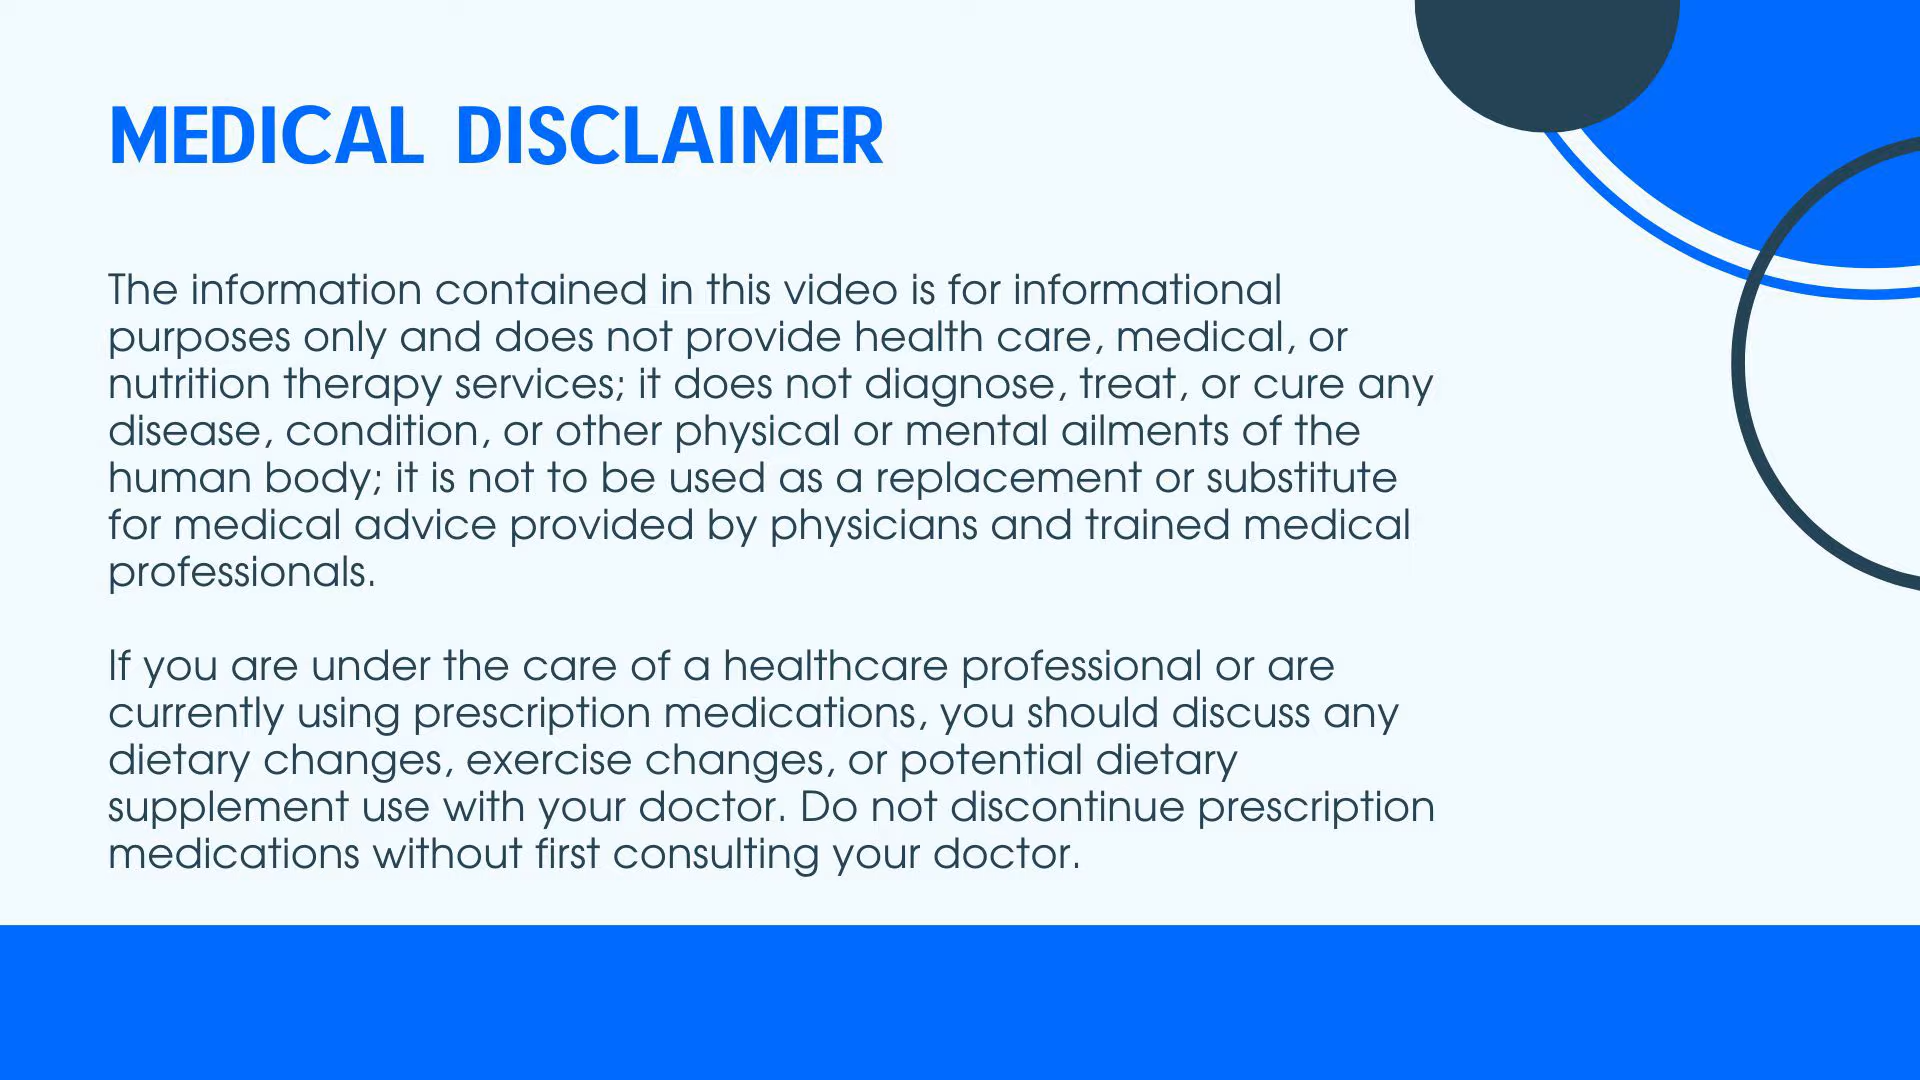 MEDICAL DISCLAIMER
The information contained in this video is for informational
purposes only and does not provide health care, medical, or
nutrition therapy services; it does not diagnose, treat, or cure any
disease, condition, or other physical or mental ailments of the
human body; it is not to be used as a replacement or substitute
for medical advice provided by physicians and trained medical
professionals.
If you are under the care of a healthcare professional or are
currently using prescription medications, you should discuss any
dietary changes, exercise changes, or potential dietary
supplement use with your doctor. Do not discontinue prescription
medications without first consulting your doctor.